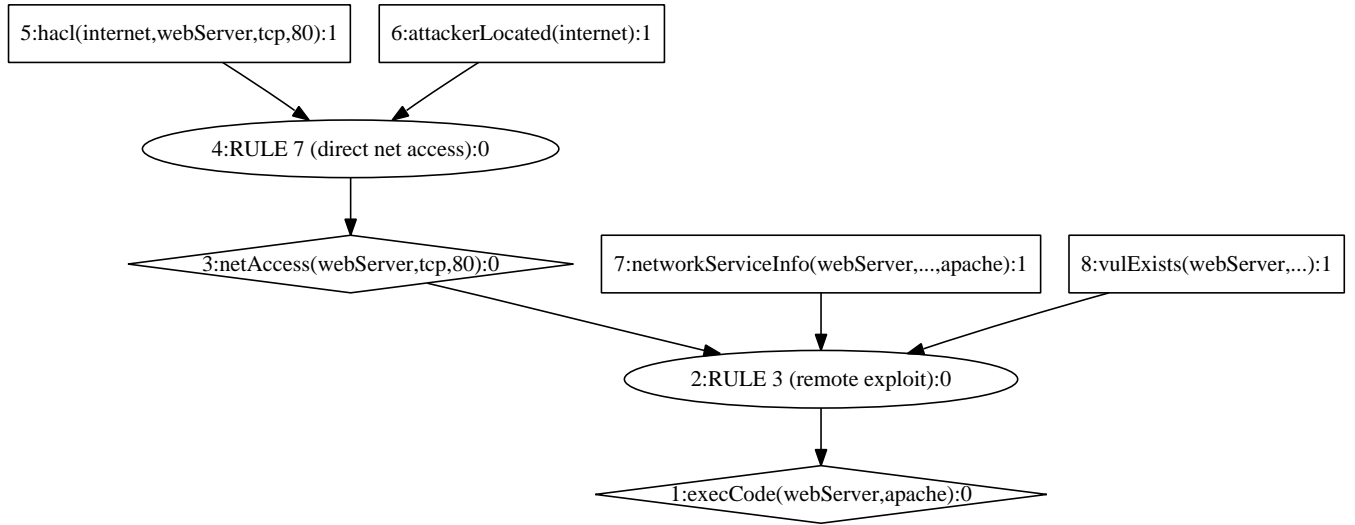 5:hacl(internet,webServer,tcp,80):1
6:attackerLocated(internet):1
4:RULE 7 (direct net access):0
3:netAccess(webServer,tcp,80):0
7:networkServiceInfo(webServer,...,apache):1
8:vulExists(webServer,...):1
2:RULE 3 (remote exploit):0
1:execCode(webServer,apache):0